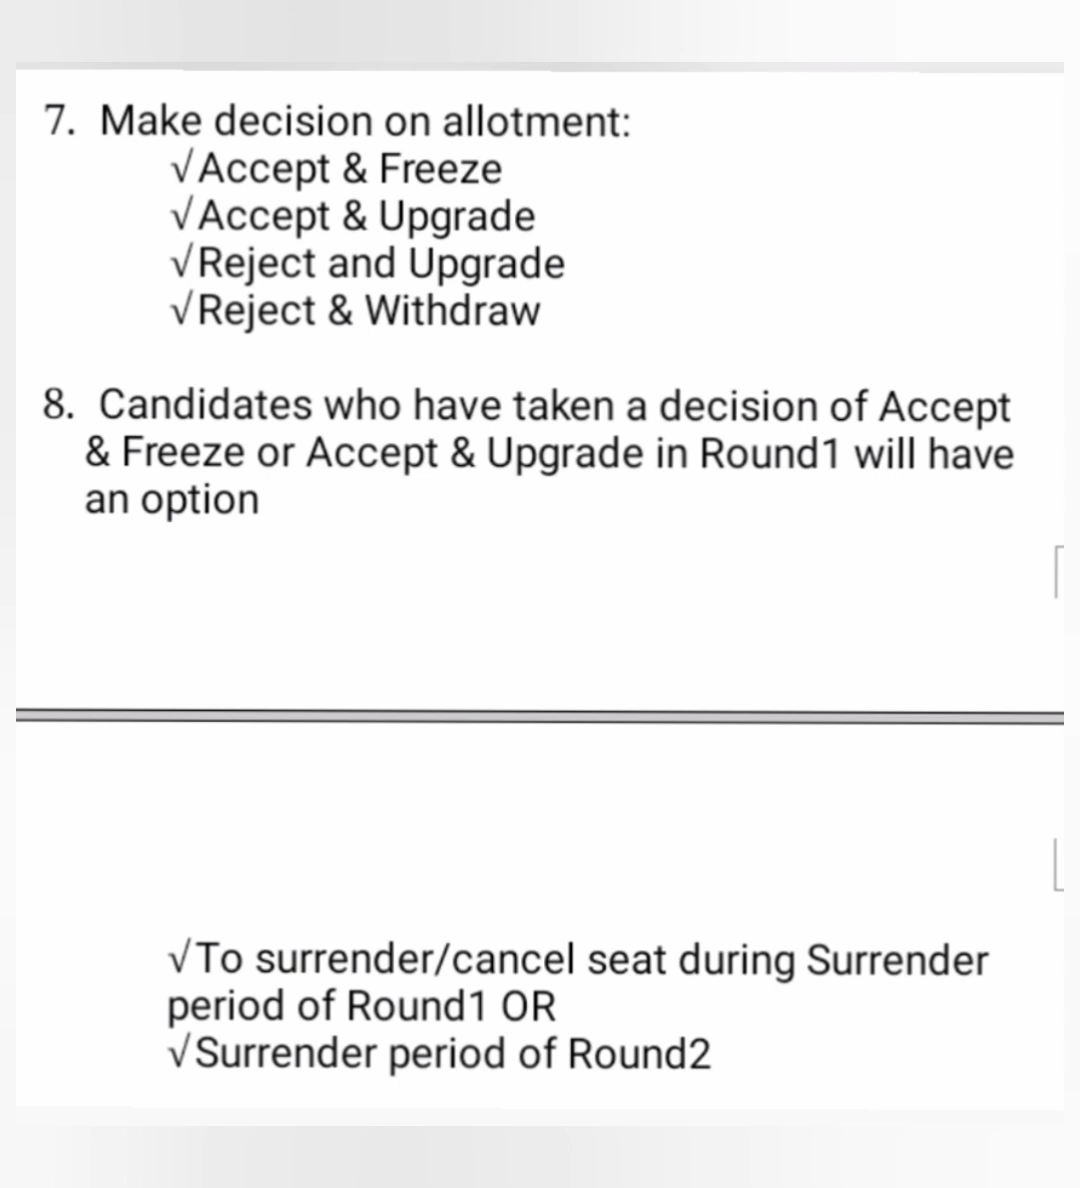 7. Make decision on allotment:
√Accept & Freeze
√Accept & Upgrade
√Reject and Upgrade
√Reject & Withdraw
8. Candidates who have taken a decision of Accept
& Freeze or Accept & Upgrade in Round1 will have
an option
√To surrender/cancel seat during Surrender
period of Round1 OR
√Surrender period of Round2